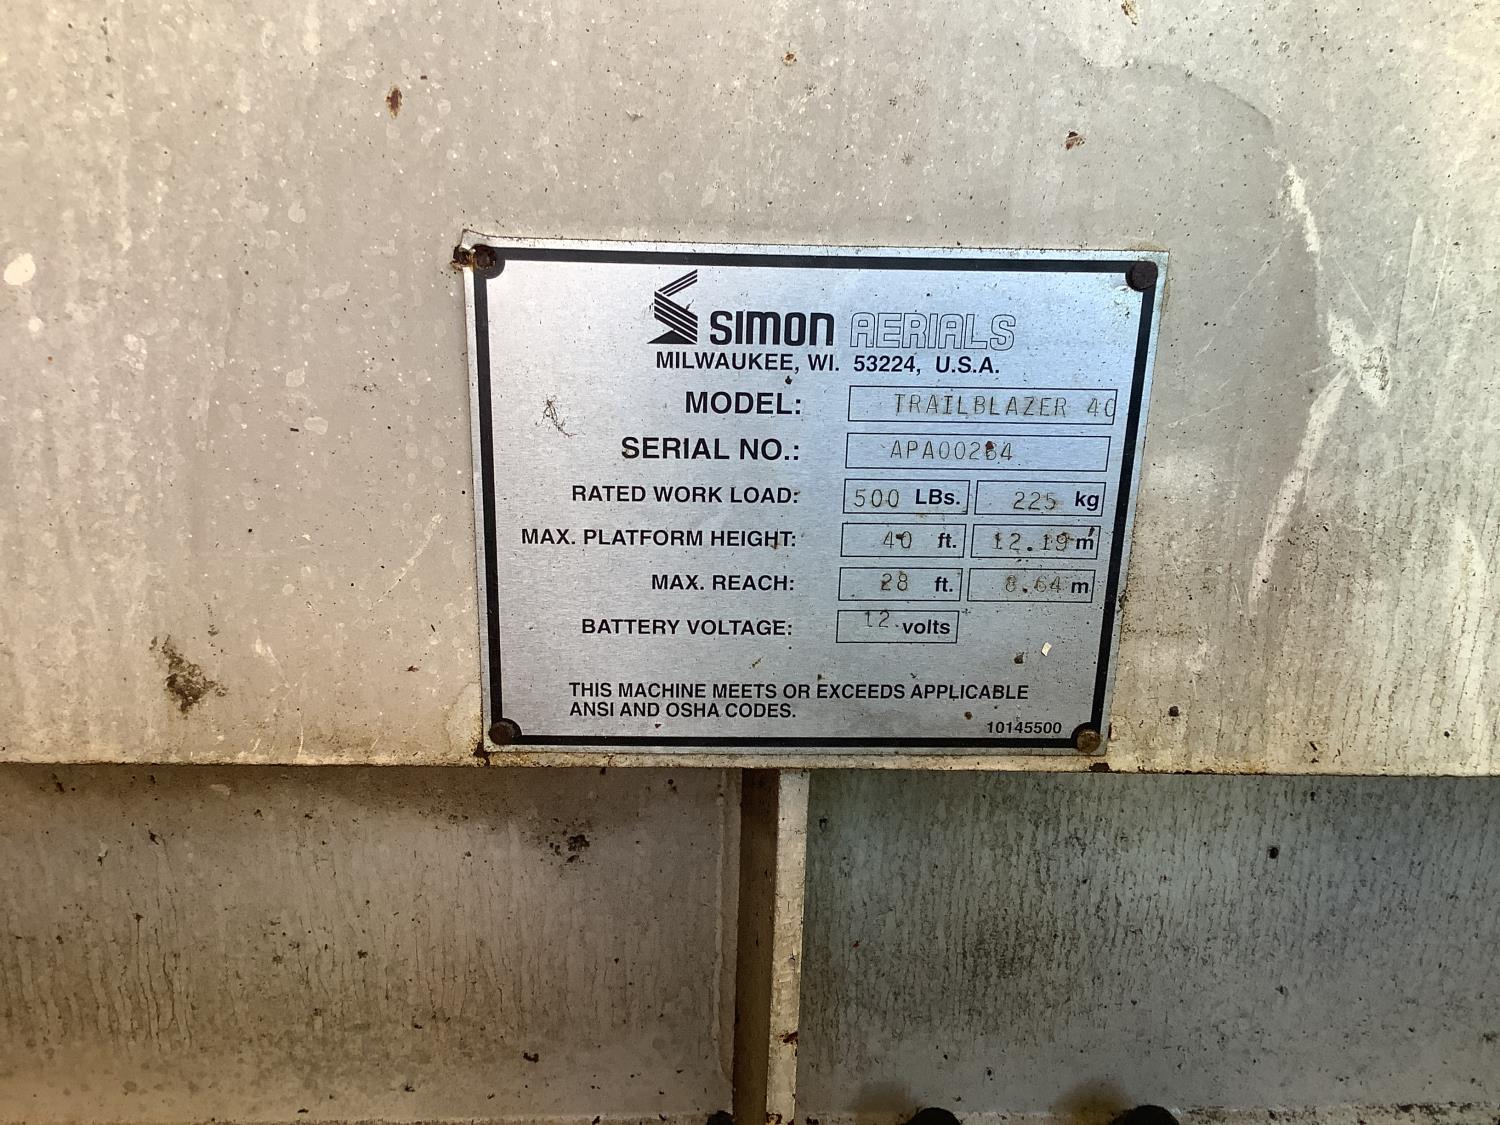 SIMON AERIALS
MILWAUKEE, WI. 53224, U.S.A.
MODEL: TRAILBLAZER 40
SERIAL NO.: APA00264
RATED WORK LOAD: 500 LBs. 225 kg
MAX. PLATFORM HEIGHT: 40 ft. 12.19 m
MAX. REACH: 28 ft. 8.64 m
BATTERY VOLTAGE: 12 volts
THIS MACHINE MEETS OR EXCEEDS APPLICABLE
ANSI AND OSHA CODES.
10145500